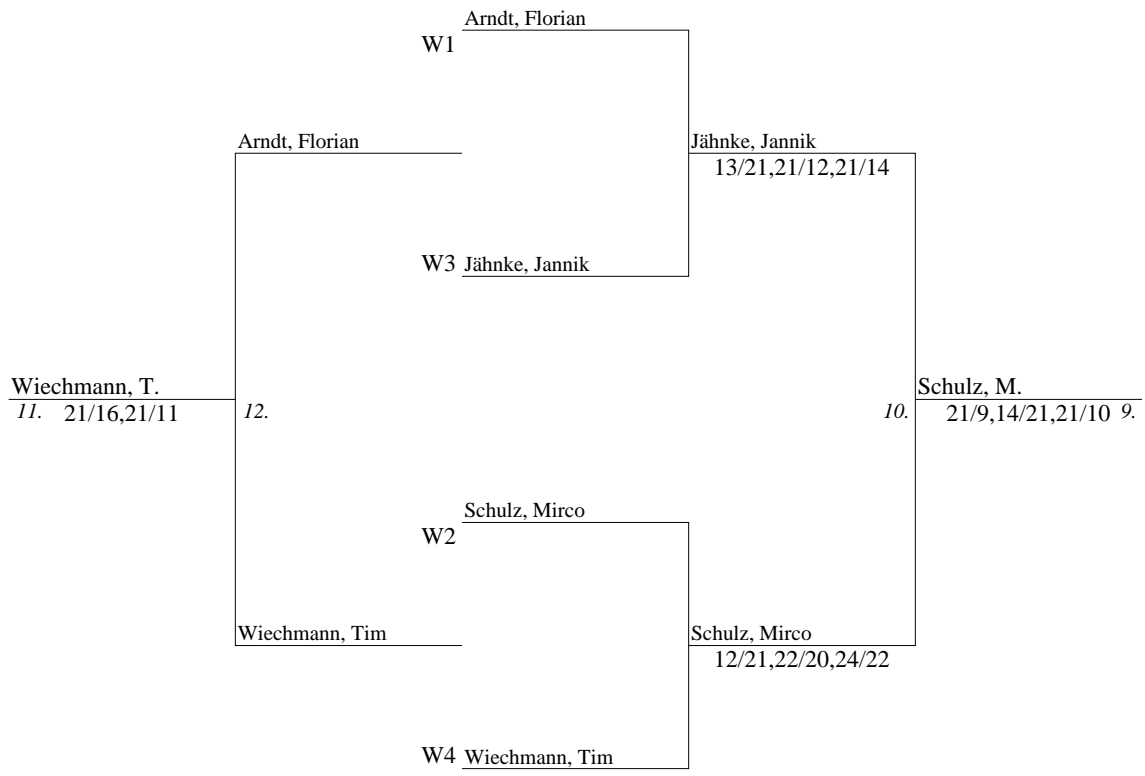 Arndt, Florian
W1
Arndt, Florian
Jähnke, Jannik
13/21,21/12,21/14
W3 Jähnke, Jannik
Wiechmann, T.
Schulz, M.
11. 21/16,21/11 12.
10. 21/9,14/21,21/10 9.
Schulz, Mirco
W2
Wiechmann, Tim
Schulz, Mirco
12/21,22/20,24/22
W4 Wiechmann, Tim